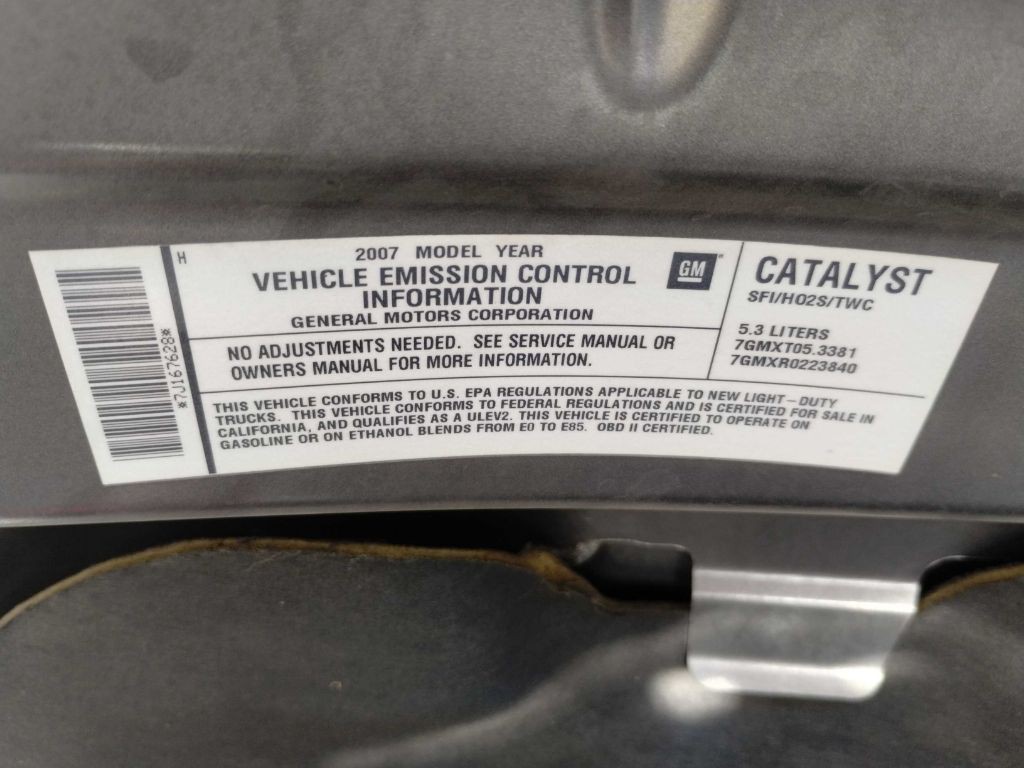 *7J167628*
H
2007 MODEL YEAR
VEHICLE EMISSION CONTROL
INFORMATION
GENERAL MOTORS CORPORATION
GM
NO ADJUSTMENTS NEEDED. SEE SERVICE MANUAL OR
OWNERS MANUAL FOR MORE INFORMATION.
CATALYST
SFI/HO2S/TWC
5.3 LITERS
7GMXT05.3381
7GMXR0223840
THIS VEHICLE CONFORMS TO U.S. EPA REGULATIONS APPLICABLE TO NEW LIGHT-DUTY
TRUCKS. THIS VEHICLE CONFORMS TO FEDERAL REGULATIONS AND IS CERTIFIED FOR SALE IN
CALIFORNIA, AND QUALIFIES AS A ULEV2. THIS VEHICLE IS CERTIFIED TO OPERATE ON
GASOLINE OR ON ETHANOL BLENDS FROM E0 TO E85. OBD II CERTIFIED.